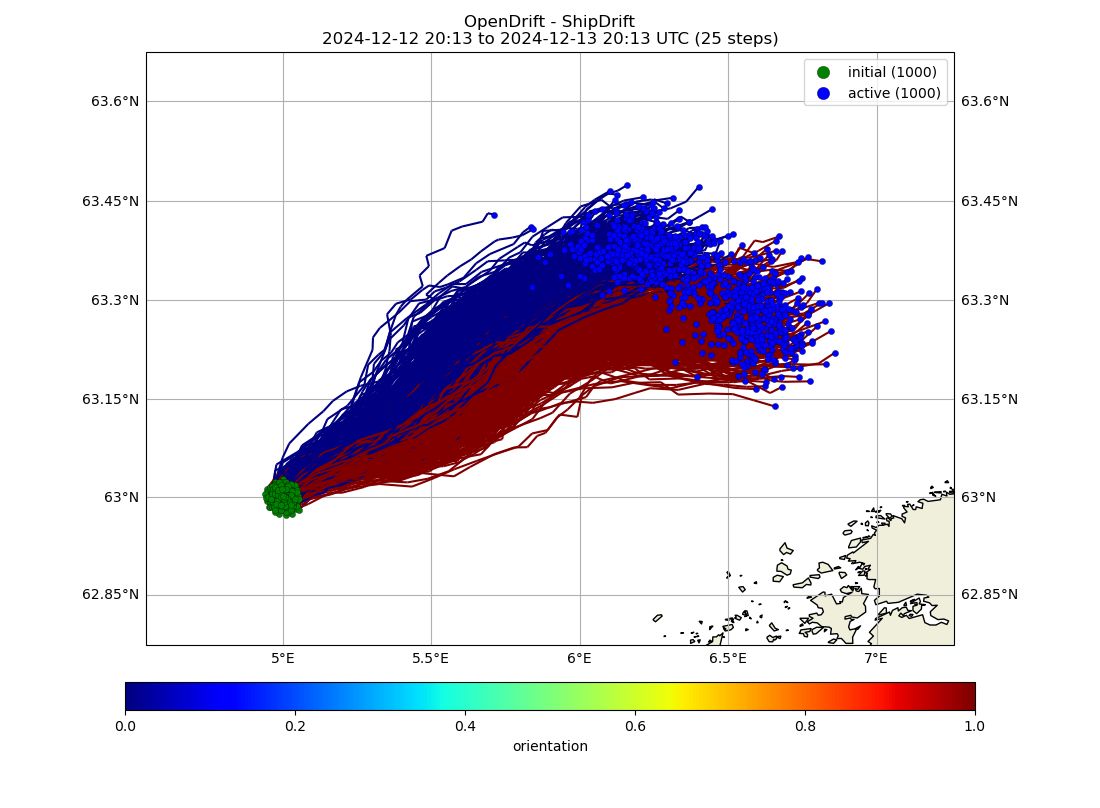 OpenDrift - ShipDrift
2024-12-12 20:13 to 2024-12-13 20:13 UTC (25 steps)
initial (1000)
active (1000)
63.6°N 63.6°N
63.45°N 63.45°N
63.3°N 63.3°N
63.15°N 63.15°N
63°N 63°N
62.85°N 62.85°N
5°E 5.5°E 6°E 6.5°E 7°E
0.0 0.2 0.4 0.6 0.8 1.0
orientation